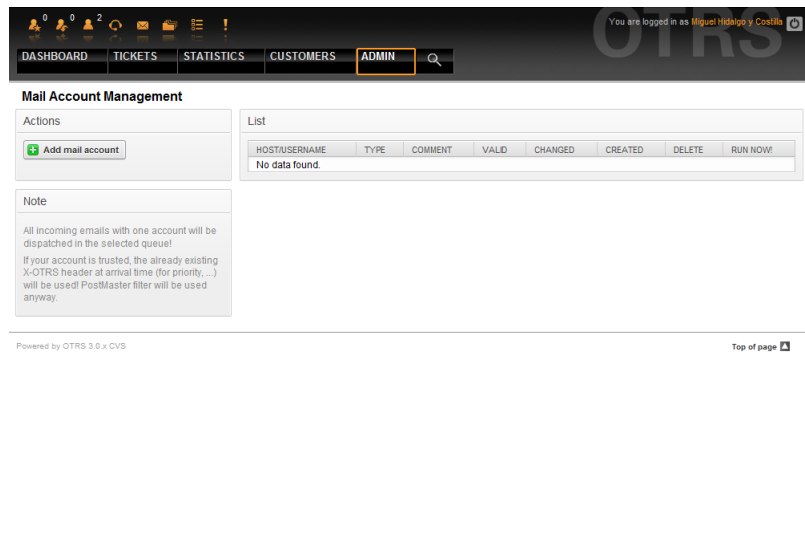 0 0 2
OTRS
You are logged in as Miguel Hidalgo y Costilla
DASHBOARD TICKETS STATISTICS CUSTOMERS ADMIN
Mail Account Management
Actions
Add mail account
List
HOST/USERNAME TYPE COMMENT VALID CHANGED CREATED DELETE RUN NOW!
No data found.
Note
All incoming emails with one account will be
dispatched in the selected queue!
If your account is trusted, the already existing
X-OTRS header at arrival time (for priority, ...)
will be used! PostMaster filter will be used
anyway.
Powered by OTRS 3.0.x CVS
Top of page